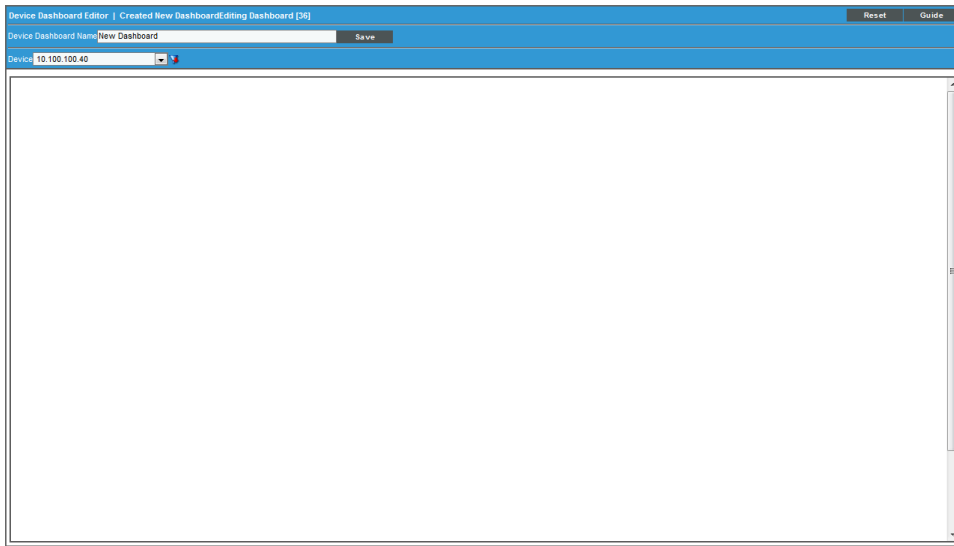 Device Dashboard Editor | Created New DashboardEditing Dashboard [36] Reset Guide
Device Dashboard Name New Dashboard Save
Device 10.100.100.40